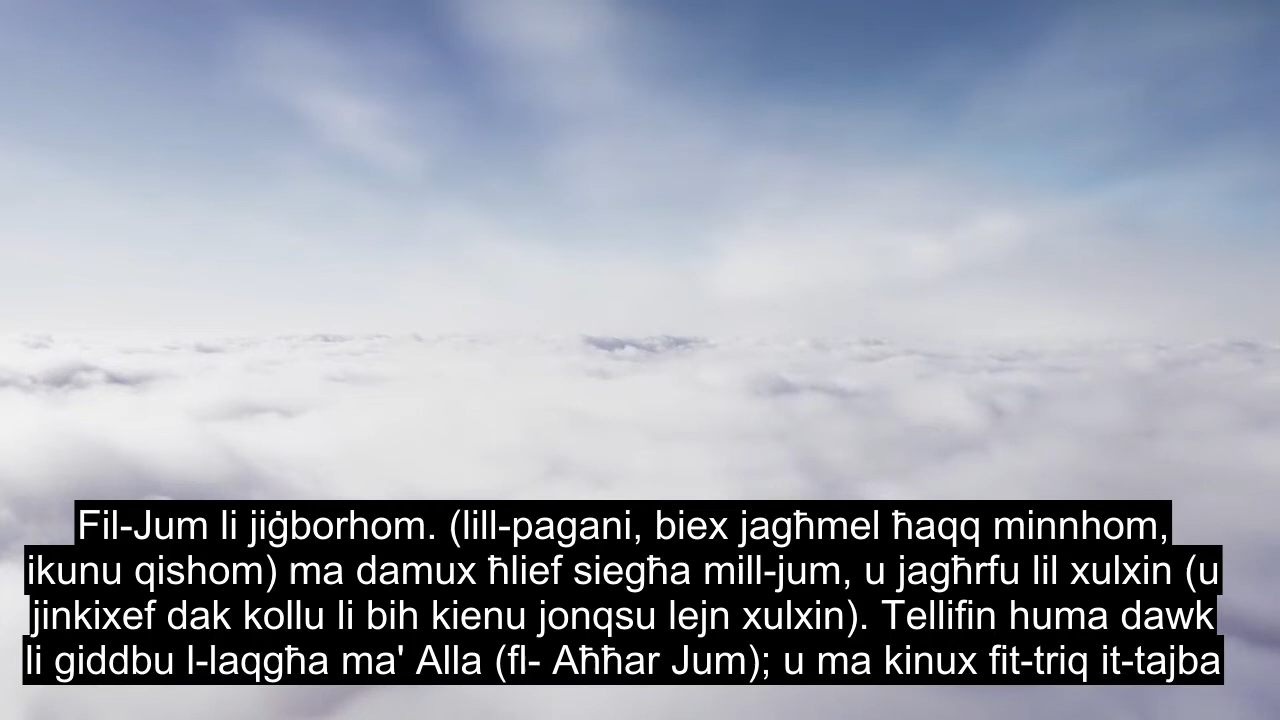 Fil-Jum li jiġborhom. (lill-pagani, biex jagħmel ħaqq minnhom,
ikunu qishom) ma damux ħlief siegħa mill-jum, u jagħrfu lil xulxin (u
jinkixef dak kollu li bih kienu jonqsu lejn xulxin). Tellifin huma dawk
li giddbu l-laqgħa ma' Alla (fl- Aħħar Jum); u ma kinux fit-triq it-tajba